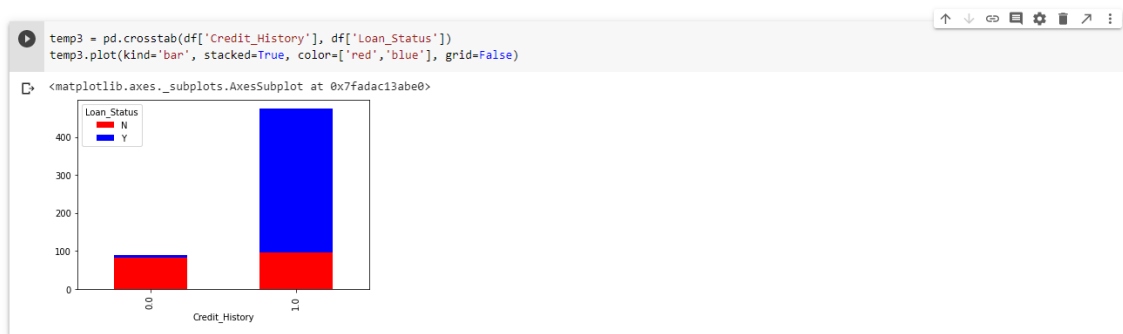 temp3 = pd.crosstab(df['Credit_History'], df['Loan_Status'])
temp3.plot(kind='bar', stacked=True, color=['red','blue'], grid=False)
<matplotlib.axes._subplots.AxesSubplot at 0x7fadac13abe0>
Loan_Status
N
Y
400
300
200
100
0
0.0
1.0
Credit_History